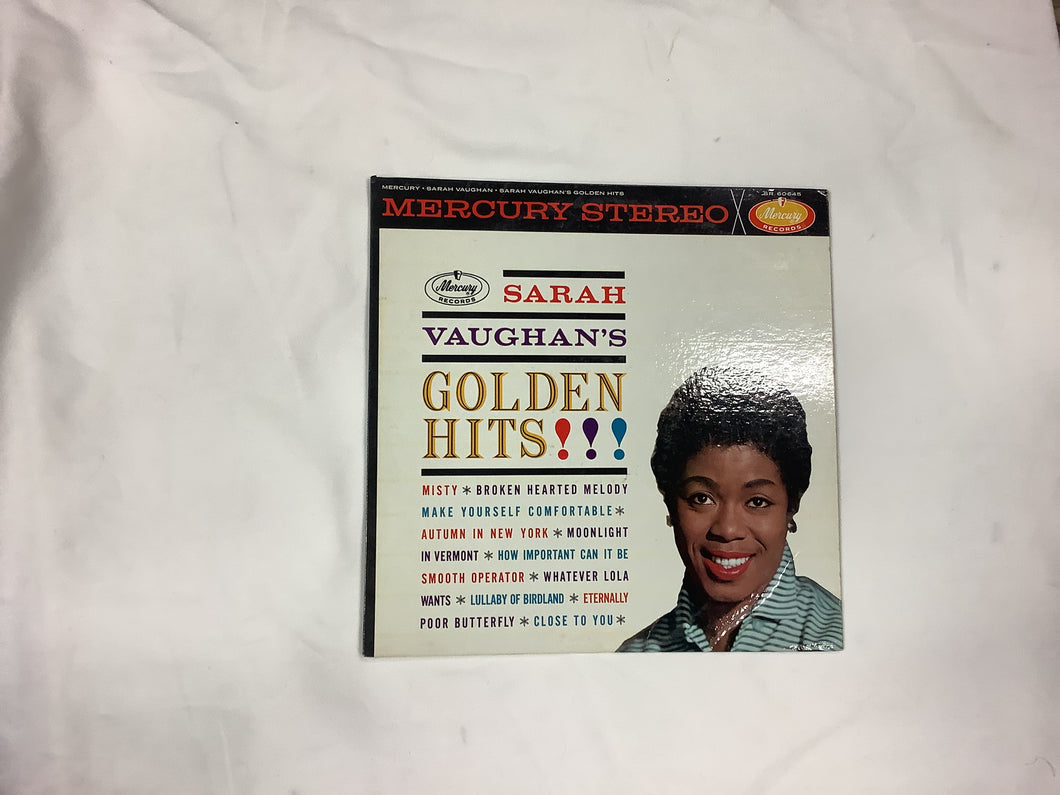 MERCURY • SARAH VAUGHAN • SARAH VAUGHAN'S GOLDEN HITS
SR 60645
MERCURY STEREO
Mercury
RECORDS
Mercury
RECORDS
SARAH
VAUGHAN'S
GOLDEN
HITS!!!
MISTY * BROKEN HEARTED MELODY
MAKE YOURSELF COMFORTABLE *
AUTUMN IN NEW YORK * MOONLIGHT
IN VERMONT * HOW IMPORTANT CAN IT BE
SMOOTH OPERATOR * WHATEVER LOLA
WANTS * LULLABY OF BIRDLAND * ETERNALLY
POOR BUTTERFLY * CLOSE TO YOU *